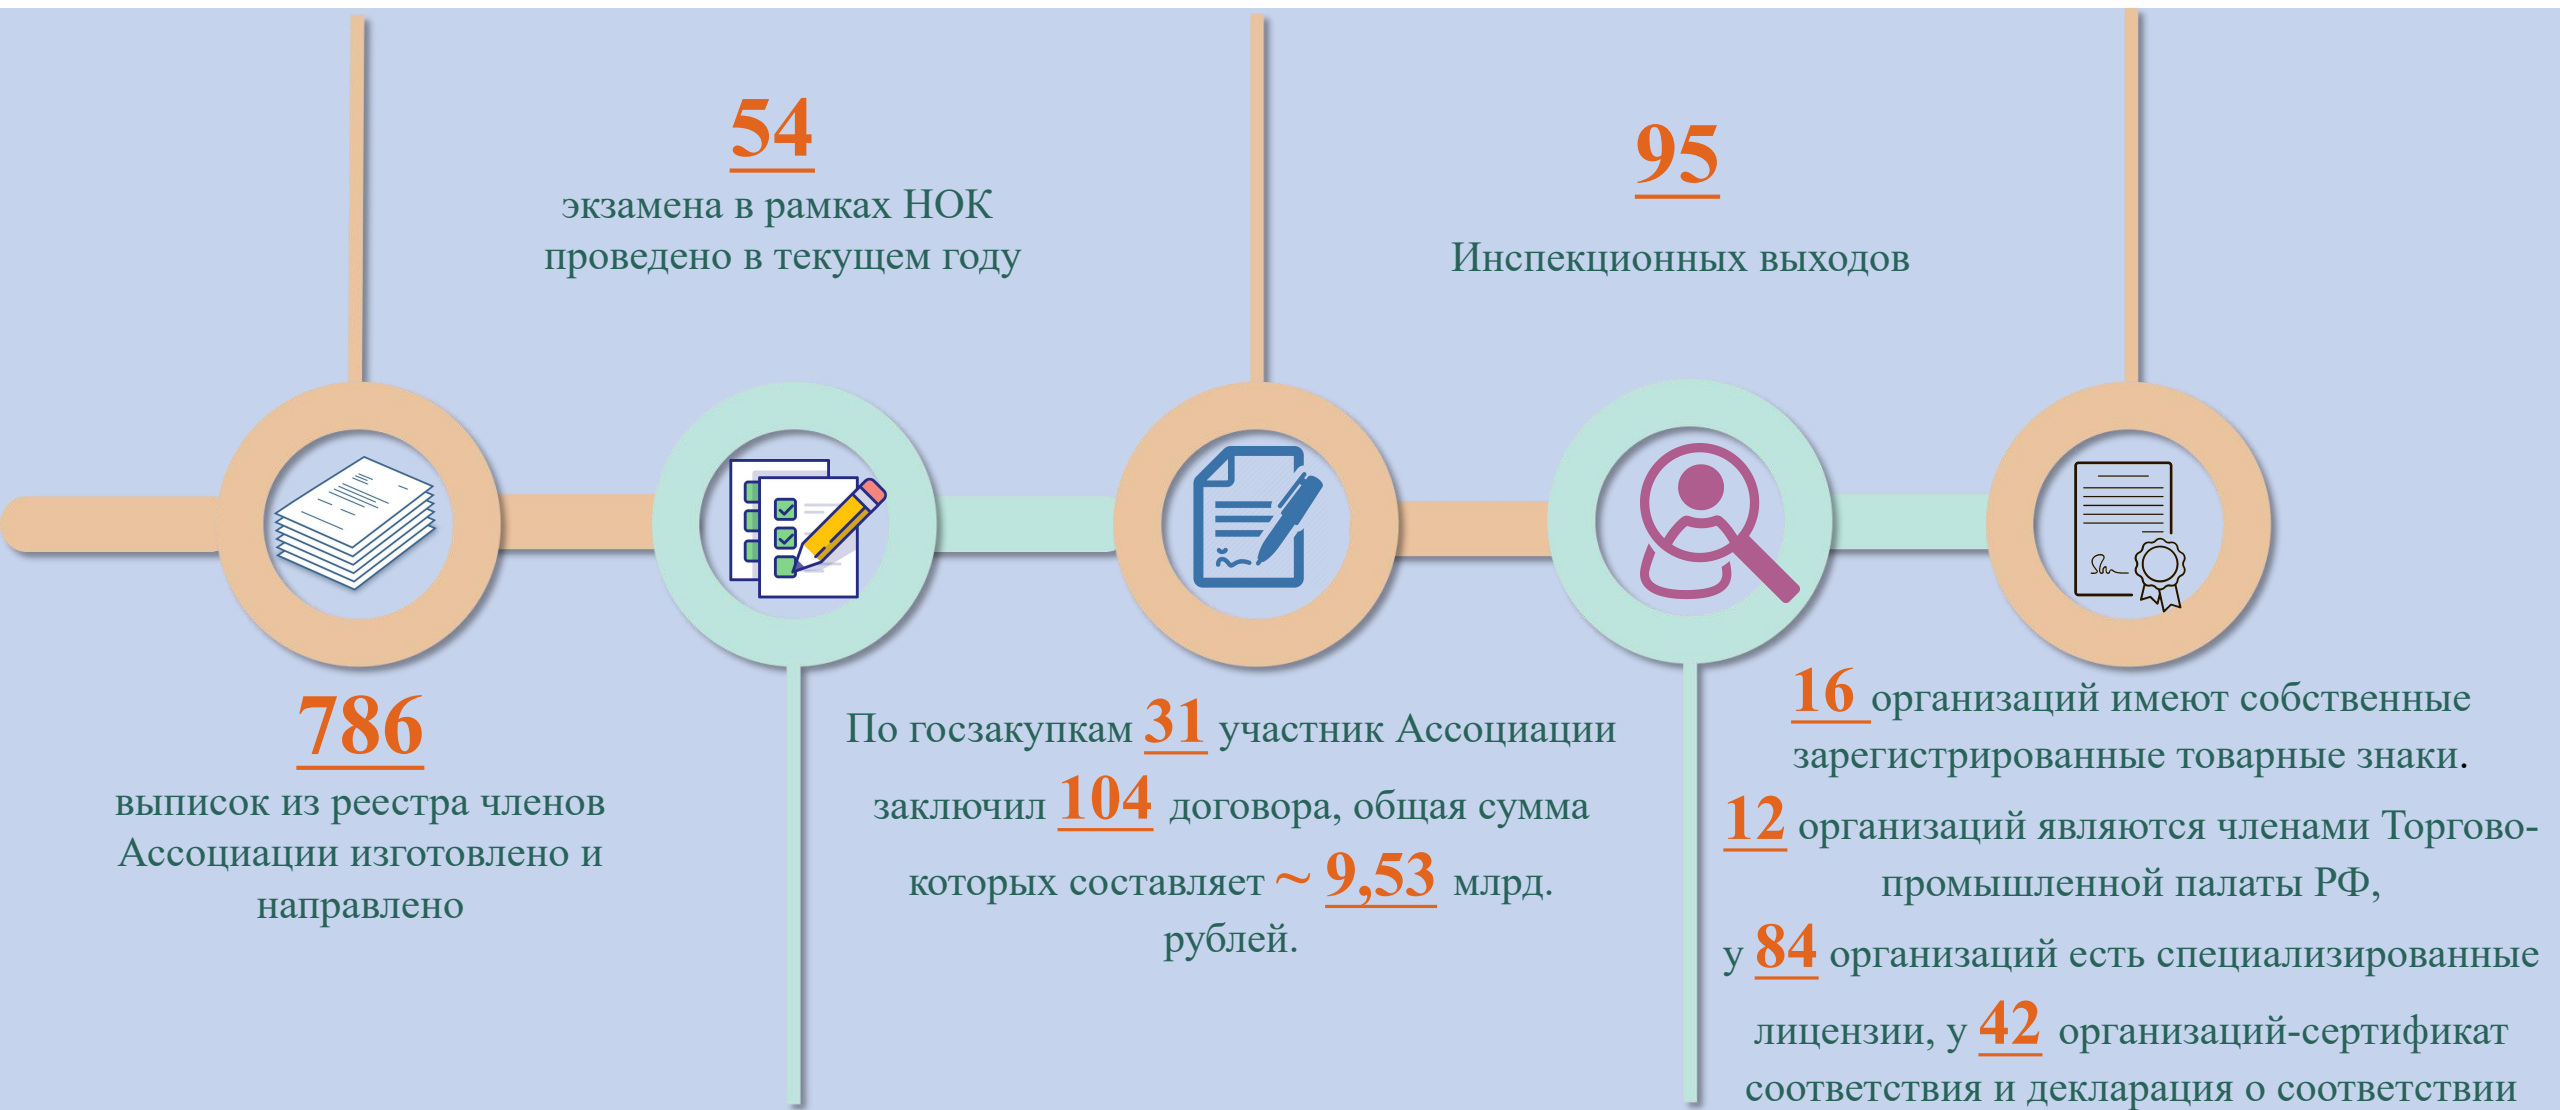 54
экзамена в рамках НОК
проведено в текущем году
95
Инспекционных выходов
786
выписок из реестра членов
Ассоциации изготовлено и
направлено
По госзакупкам 31 участник Ассоциации
заключил 104 договора, общая сумма
которых составляет ~ 9,53 млрд.
рублей.
16 организаций имеют собственные
зарегистрированные товарные знаки.
12 организаций являются членами Торгово-
промышленной палаты РФ,
у 84 организаций есть специализированные
лицензии, у 42 организаций-сертификат
соответствия и декларация о соответствии